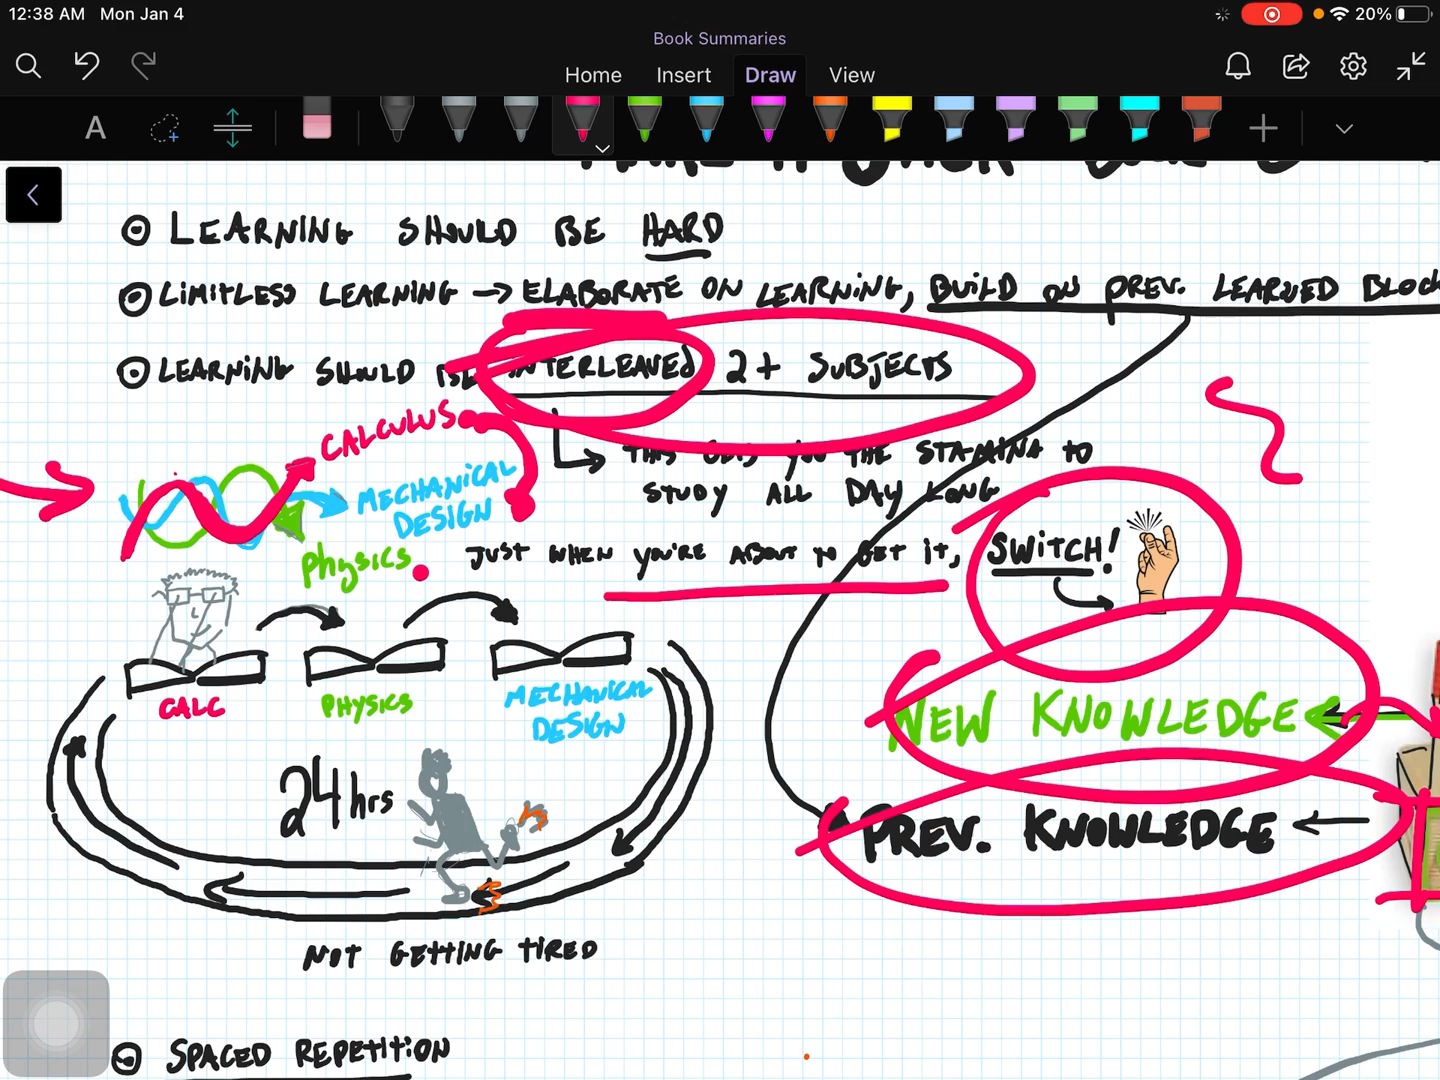 12:38 AM Mon Jan 4
20%
Book Summaries
Home Insert Draw View
A
LEARNING SHOULD BE HARD
LIMITLESS LEARNING → ELABORATE ON LEARNING, BUILD ON PREV. LEARNED BLOCK
LEARNING SHOULD BE INTERLEAVED 2+ SUBJECTS
CALCULUS
THIS THE STAMINA TO
STUDY ALL DAY LONG
MECHANICAL
DESIGN
Physics
JUST WHEN YOU'RE ABOUT TO GET IT, SWITCH!
CALC
PHYSICS
MECHANICAL
DESIGN
NEW KNOWLEDGE
24 hrs
PREV. KNOWLEDGE
NOT GETTING TIRED
SPACED REPETITION